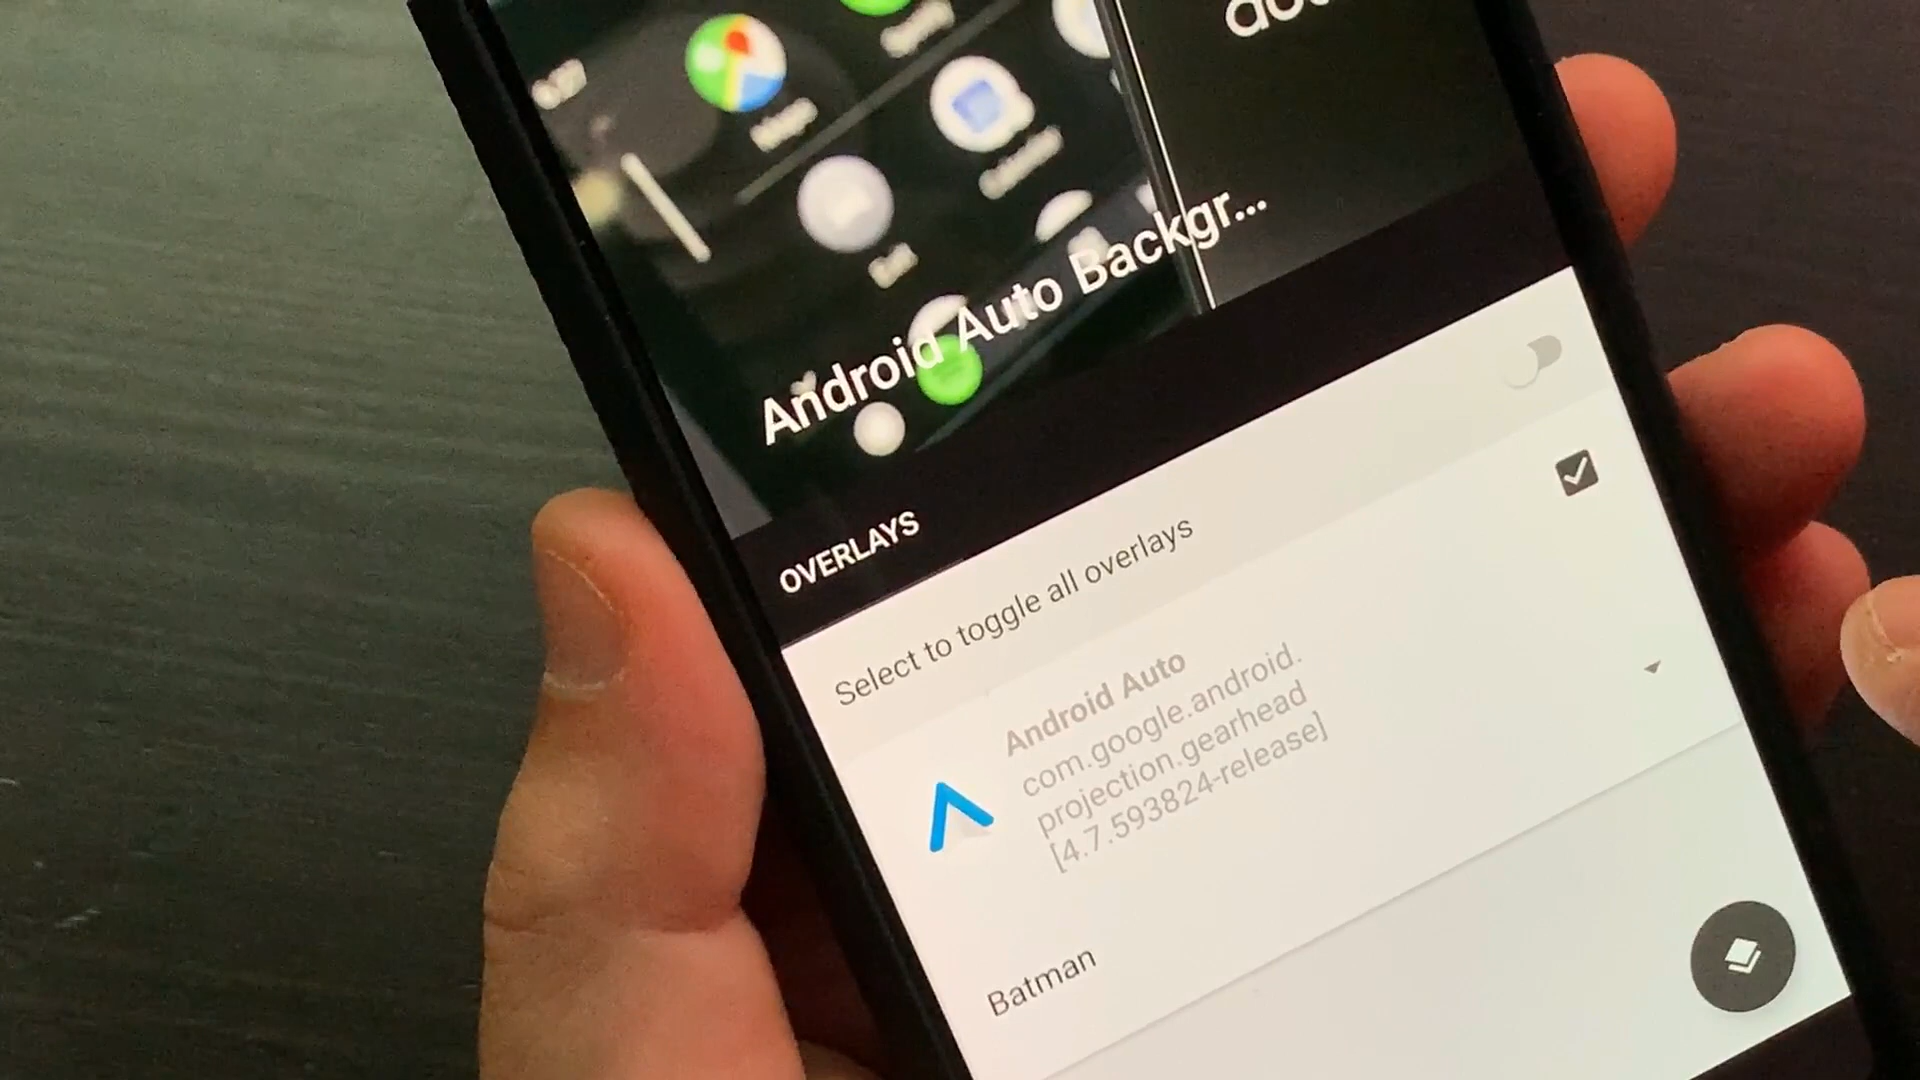 Maps
Android Auto Backgr...
OVERLAYS
Select to toggle all overlays
Android Auto
com.google.android.
projection.gearhead
[4.7.593824-release]
Batman